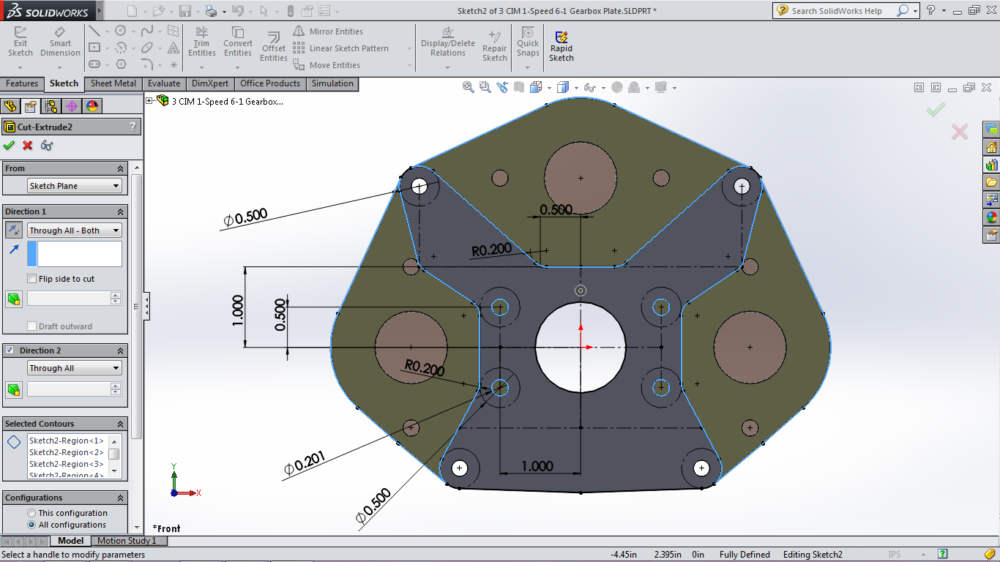 SOLIDWORKS
Sketch2 of 3 CIM 1-Speed 6-1 Gearbox Plate.SLDPRT *
Search SolidWorks Help
Exit Sketch
Smart Dimension
Trim Entities
Convert Entities
Offset Entities
Mirror Entities
Linear Sketch Pattern
Move Entities
Display/Delete Relations
Repair Sketch
Quick Snaps
Rapid Sketch
Features
Sketch
Sheet Metal
Evaluate
DimXpert
Office Products
Simulation
3 CIM 1-Speed 6-1 Gearbox...
Cut-Extrude2
?
From
Sketch Plane
Direction 1
Through All - Both
Flip side to cut
Draft outward
Direction 2
Through All
Selected Contours
Sketch2-Region<1>
Sketch2-Region<2>
Sketch2-Region<3>
Sketch2-Region<4>
Configurations
This configuration
All configurations
∅0.500
0.500
R0.200
1.000
0.500
R0.200
∅0.201
1.000
∅0.500
Y
X
*Front
Model
Motion Study 1
Select a handle to modify parameters
-4.45in
2.395in
0in
Fully Defined
Editing Sketch2
IPS
?